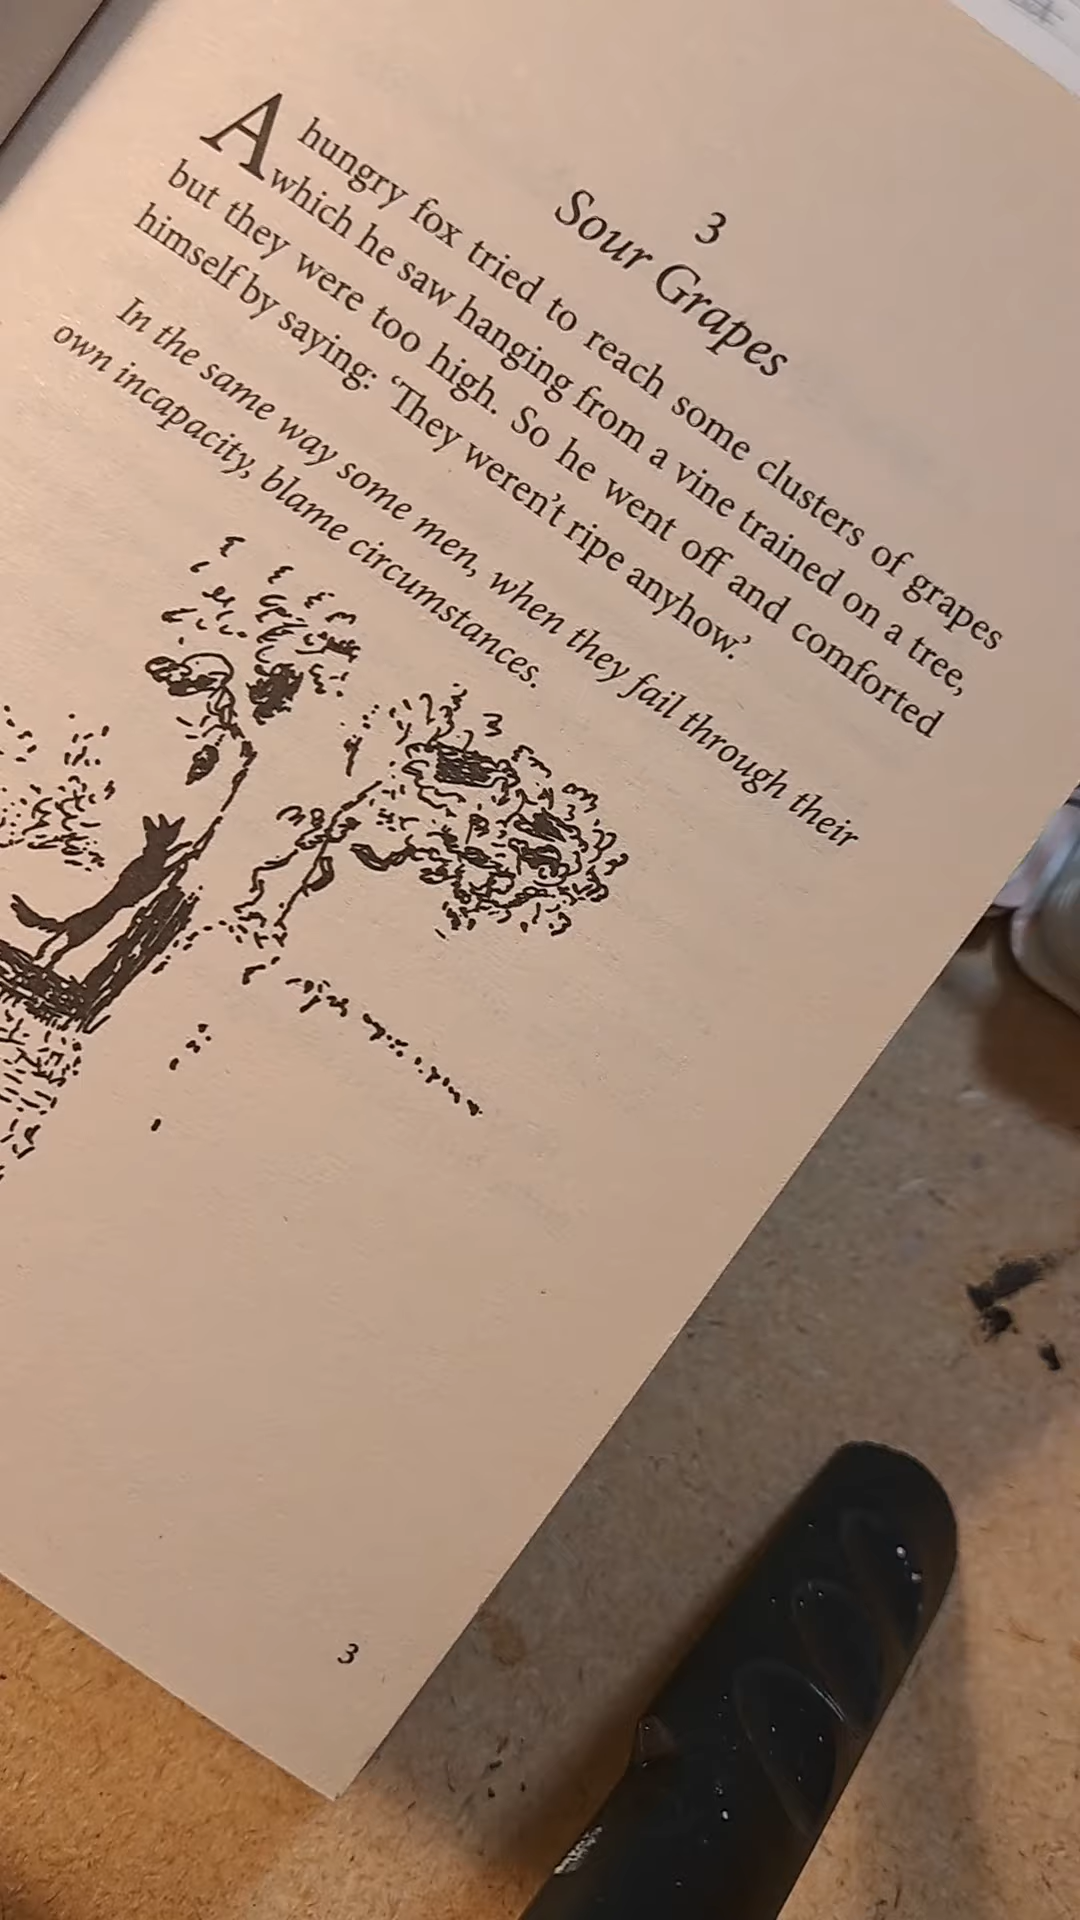 3
Sour Grapes
A hungry fox tried to reach some clusters of grapes
which he saw hanging from a vine trained on a tree,
but they were too high. So he went off and comforted
himself by saying: ‘They weren’t ripe anyhow.’
In the same way some men, when they fail through their
own incapacity, blame circumstances.
3